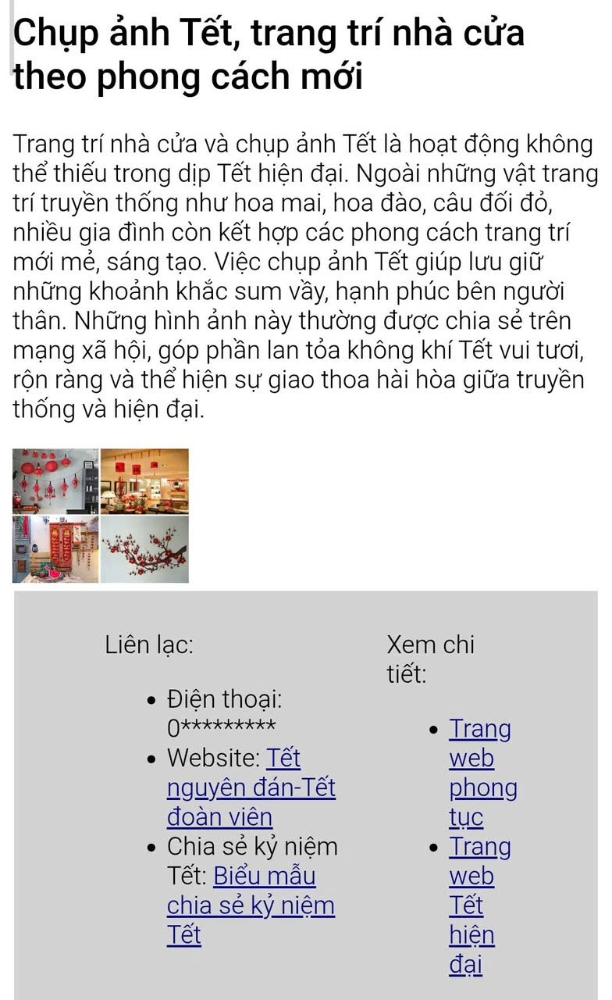 Chụp ảnh Tết, trang trí nhà cửa
theo phong cách mới
Trang trí nhà cửa và chụp ảnh Tết là hoạt động không
thể thiếu trong dịp Tết hiện đại. Ngoài những vật trang
trí truyền thống như hoa mai, hoa đào, câu đối đỏ,
nhiều gia đình còn kết hợp các phong cách trang trí
mới mẻ, sáng tạo. Việc chụp ảnh Tết giúp lưu giữ
những khoảnh khắc sum vầy, hạnh phúc bên người
thân. Những hình ảnh này thường được chia sẻ trên
mạng xã hội, góp phần lan tỏa không khí Tết vui tươi,
rộn ràng và thể hiện sự giao thoa hài hòa giữa truyền
thống và hiện đại.
Liên lạc:
Điện thoại:
0*********
Website: Tết
nguyên đán-Tết
đoàn viên
Chia sẻ kỷ niệm
Tết: Biểu mẫu
chia sẻ kỷ niệm
Tết
Xem chi
tiết:
Trang
web
phong
tục
Trang
web
Tết
hiện
đại